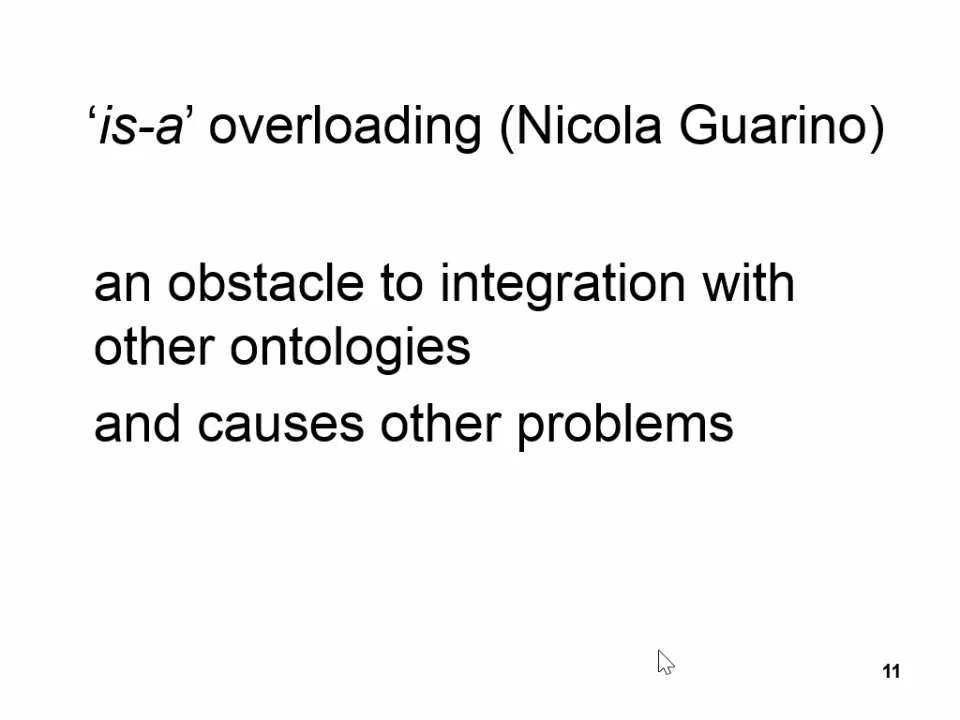 ‘is-a’ overloading (Nicola Guarino)
an obstacle to integration with
other ontologies
and causes other problems
11